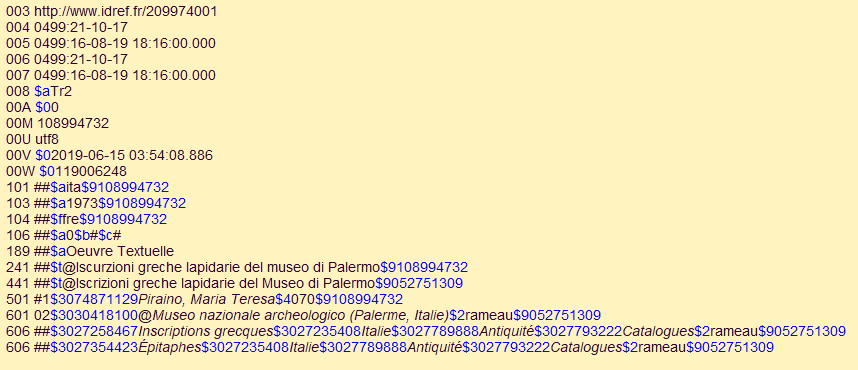 003 http://www.idref.fr/209974001
004 0499:21-10-17
005 0499:16-08-19 18:16:00.000
006 0499:21-10-17
007 0499:16-08-19 18:16:00.000
008 $aTr2
00A $00
00M 108994732
00U utf8
00V $02019-06-15 03:54:08.886
00W $0119006248
101 ##$aita$9108994732
103 ##$a1973$9108994732
104 ##$ffre$9108994732
106 ##$a0$b#$c#
189 ##$aOeuvre Textuelle
241 ##$t@Iscurzioni greche lapidarie del museo di Palermo$9108994732
441 ##$t@Iscrizioni greche lapidarie del Museo di Palermo$9052751309
501 #1$3074871129Piraino, Maria Teresa$4070$9108994732
601 02$3030418100@Museo nazionale archeologico (Palerme, Italie)$2rameau$9052751309
606 ##$3027258467Inscriptions grecques$3027235408Italie$3027789888Antiquité$3027793222Catalogues$2rameau$9052751309
606 ##$3027354423Épitaphes$3027235408Italie$3027789888Antiquité$3027793222Catalogues$2rameau$9052751309